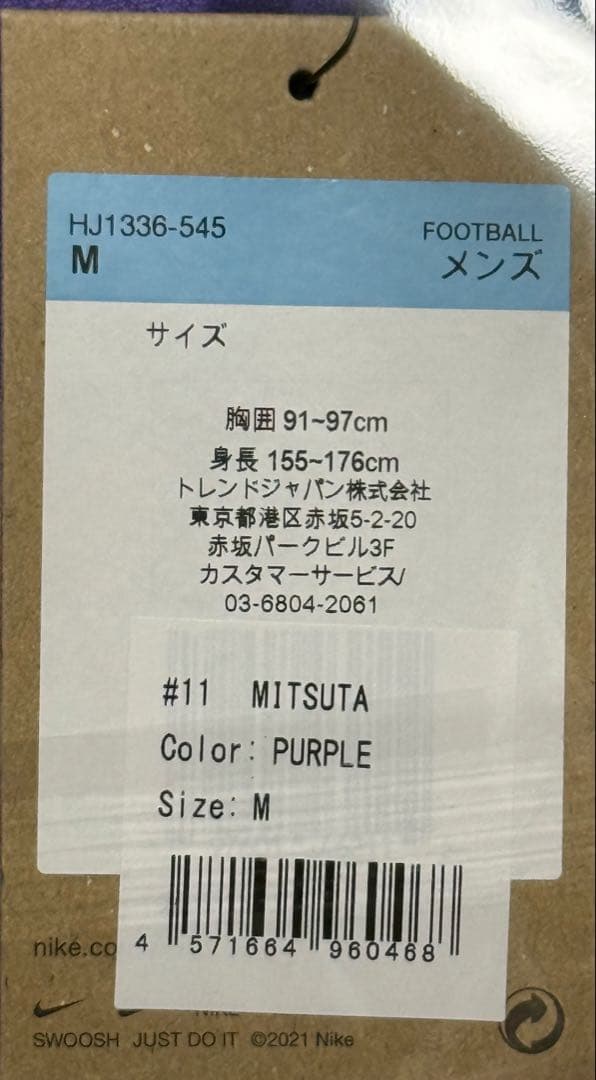 HJ1336-545
FOOTBALL
M
メンズ
サイズ
胸囲 91~97cm
身長 155~176cm
トレンドジャパン株式会社
東京都港区赤坂5-2-20
赤坂パークビル3F
カスタマーサービス/
03-6804-2061
#11 MITSUTA
Color: PURPLE
Size: M
4 571664 960468
nike.co
NIKE
SWOOSH JUST DO IT ©2021 Nike